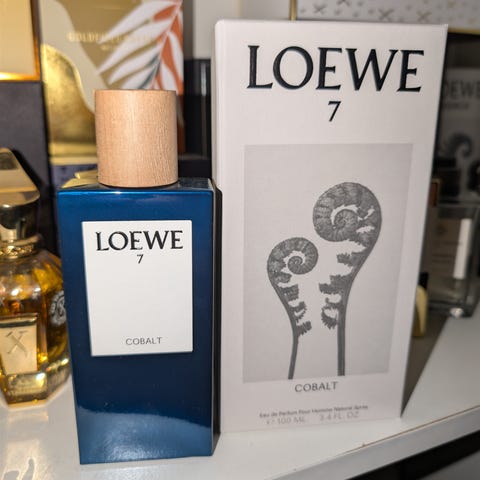 LOEWE
7
COBALT
LOEWE
7
COBALT
Eau de Parfum Pour Homme Natural Spray
℮ 100 ML 3.4 FL. OZ
LOEWE